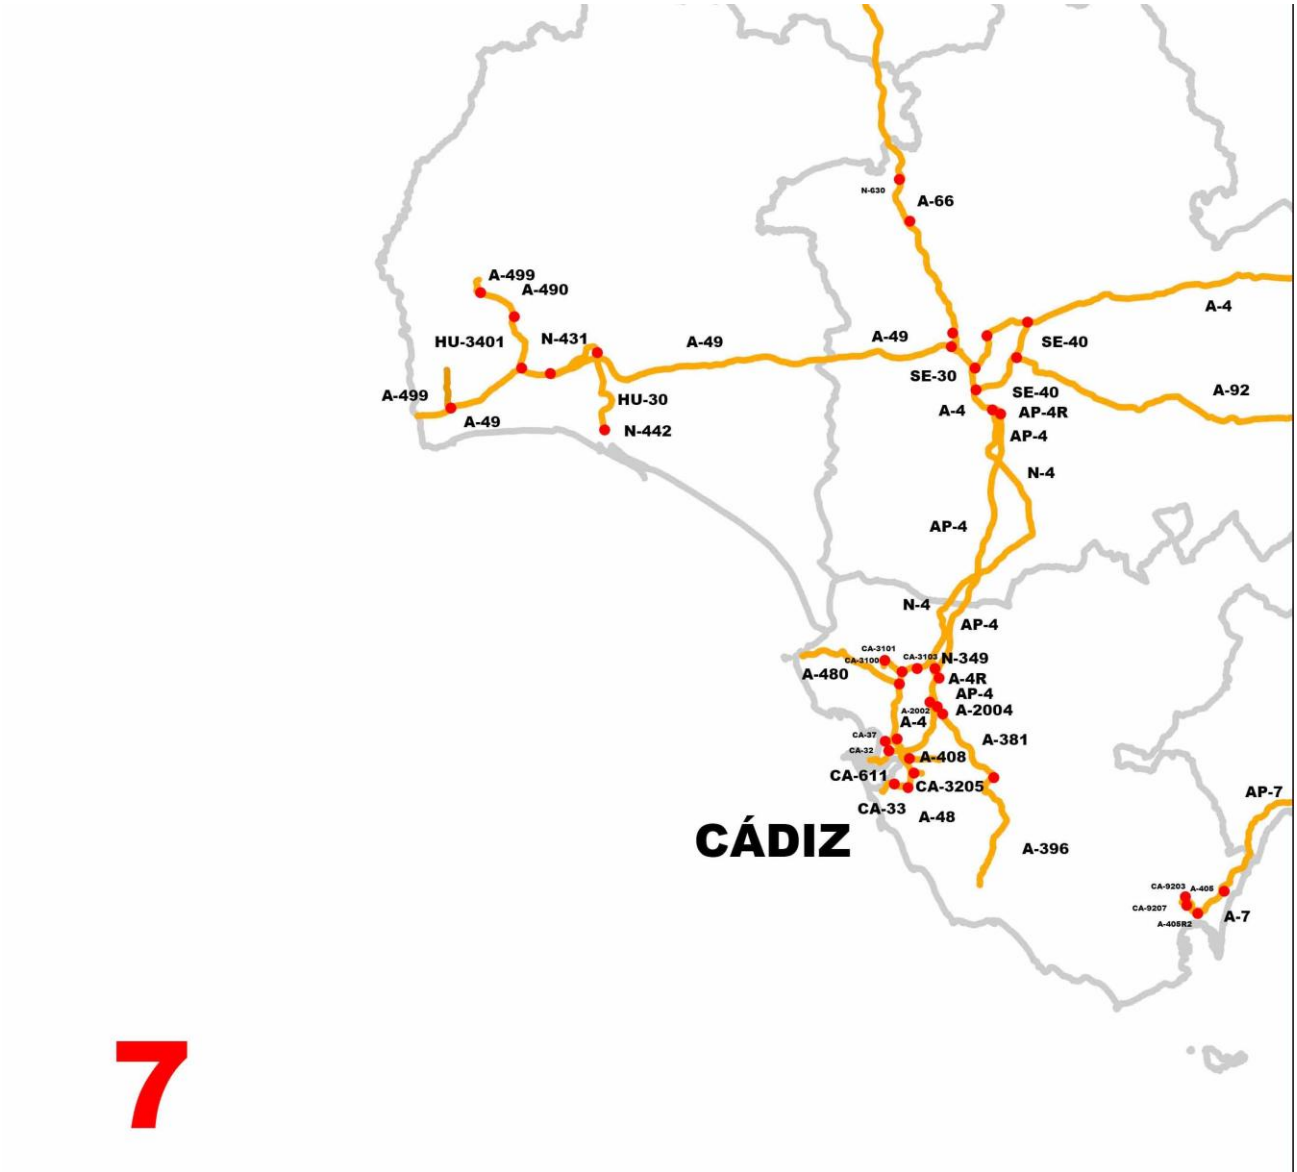 N-630
A-66
A-499
A-490
A-4
HU-3401
N-431
A-49
A-49
SE-40
SE-30
A-499
HU-30
SE-40
A-92
A-49
N-442
A-4
AP-4R
AP-4
N-4
AP-4
N-4
AP-4
CA-3101
CA-3100
CA-3103
N-349
A-480
A-4R
AP-4
A-2002
A-2004
A-4
CA-37
A-381
CA-32
A-408
CA-611
CA-3205
AP-7
CA-33
A-48
CÁDIZ
A-396
CA-9203
A-405
CA-9207
A-405R2
A-7
7